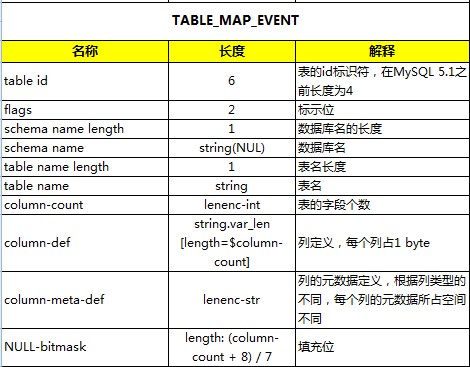 TABLE_MAP_EVENT
名称 长度 解释
table id 6 表的id标识符，在MySQL 5.1之
前长度为4
flags 2 标示位
schema name length 1 数据库名的长度
schema name string(NUL) 数据库名
table name length 1 表名长度
table name string 表名
column-count lenenc-int 表的字段个数
column-def string.var_len
[length=$column-
count] 列定义，每个列占1 byte
column-meta-def lenenc-str 列的元数据定义，根据列类型的
不同，每个列的元数据所占空间
不同
NULL-bitmask length: (column-
count + 8) / 7 填充位